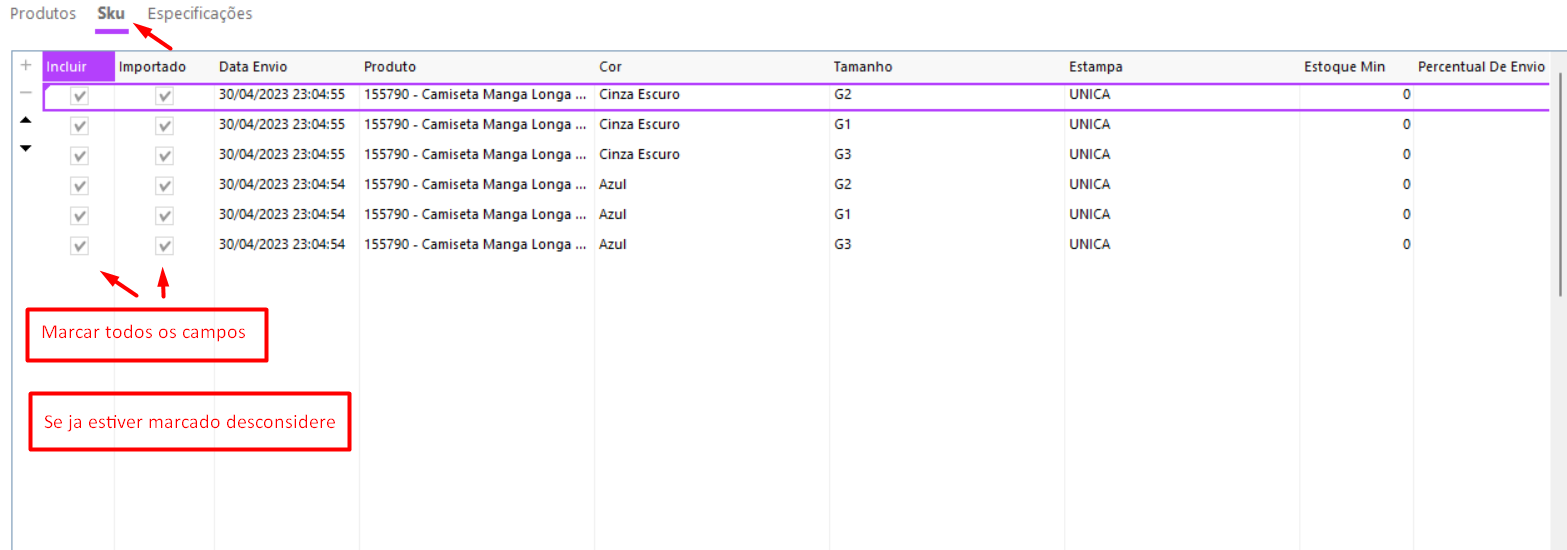 Produtos Sku Especificações
Incluir Importado Data Envio Produto Cor Tamanho Estampa Estoque Min Percentual De Envio
30/04/2023 23:04:55 155790 - Camiseta Manga Longa ... Cinza Escuro G2 UNICA 0
30/04/2023 23:04:55 155790 - Camiseta Manga Longa ... Cinza Escuro G1 UNICA 0
30/04/2023 23:04:55 155790 - Camiseta Manga Longa ... Cinza Escuro G3 UNICA 0
30/04/2023 23:04:54 155790 - Camiseta Manga Longa ... Azul G2 UNICA 0
30/04/2023 23:04:54 155790 - Camiseta Manga Longa ... Azul G1 UNICA 0
30/04/2023 23:04:54 155790 - Camiseta Manga Longa ... Azul G3 UNICA 0
Marcar todos os campos
Se ja estiver marcado desconsidere